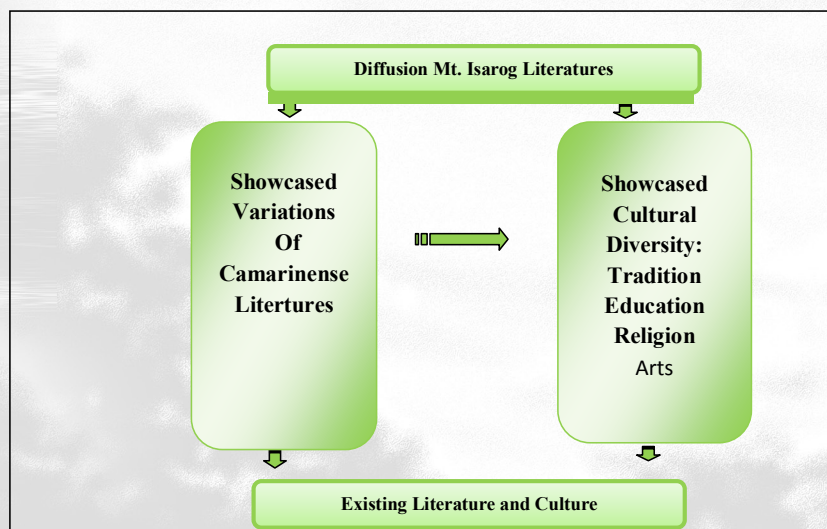 Diffusion Mt. Isarog Literatures
Showcased
Variations
Of
Camarinense
Litertures
Showcased
Cultural
Diversity:
Tradition
Education
Religion
Arts
Existing Literature and Culture